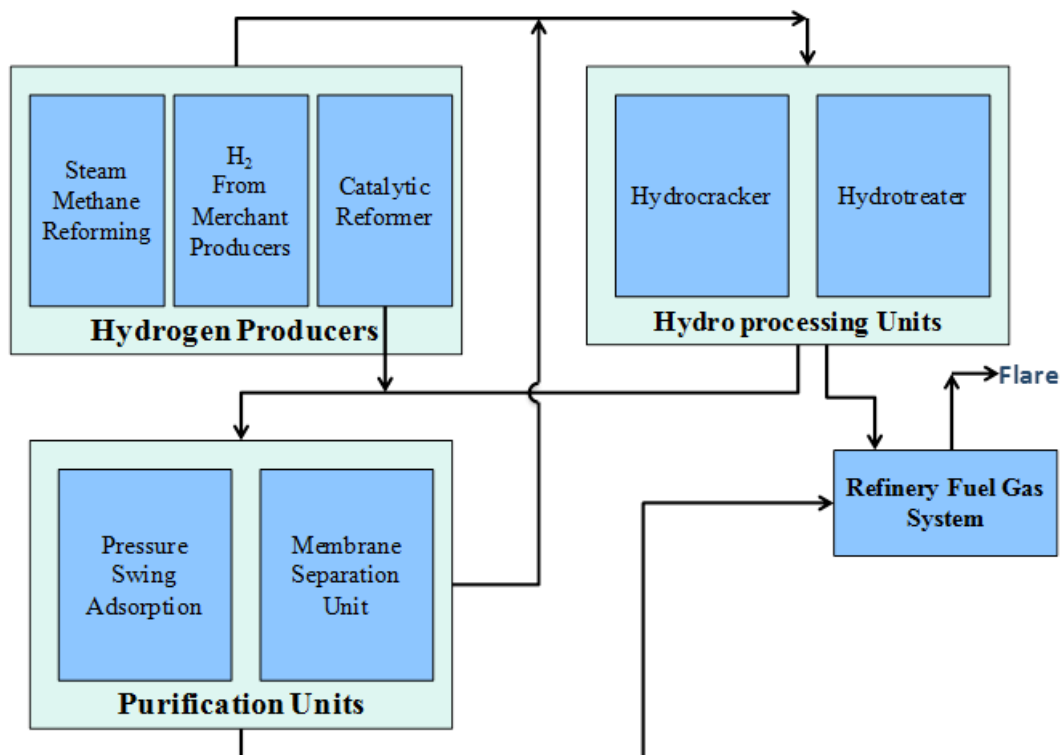 Steam
Methane
Reforming
H₂
From
Merchant
Producers
Catalytic
Reformer
Hydrogen Producers
Hydrocracker
Hydrotreater
Hydro processing Units
Flare
Refinery Fuel Gas
System
Pressure
Swing
Adsorption
Membrane
Separation
Unit
Purification Units